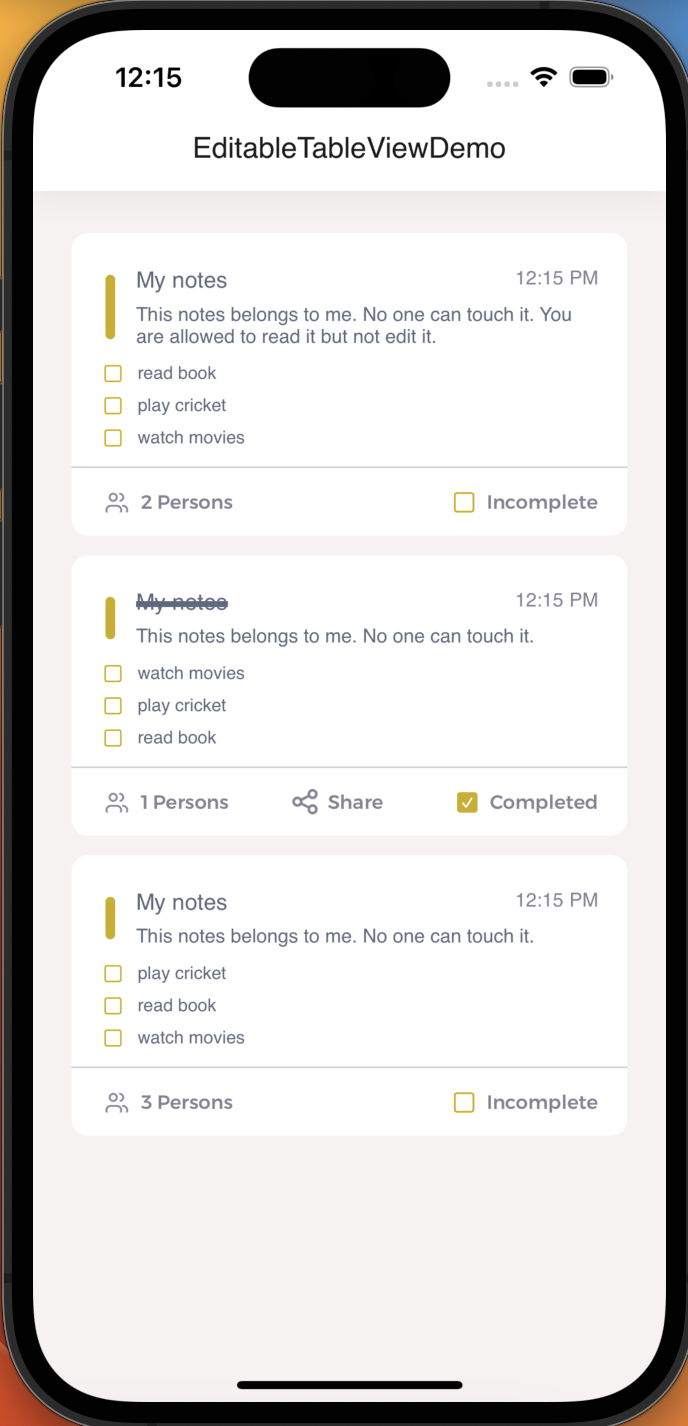 12:15
EditableTableViewDemo
My notes 12:15 PM
This notes belongs to me. No one can touch it. You
are allowed to read it but not edit it.
read book
play cricket
watch movies
2 Persons Incomplete
My notes 12:15 PM
This notes belongs to me. No one can touch it.
watch movies
play cricket
read book
1 Persons Share Completed
My notes 12:15 PM
This notes belongs to me. No one can touch it.
play cricket
read book
watch movies
3 Persons Incomplete